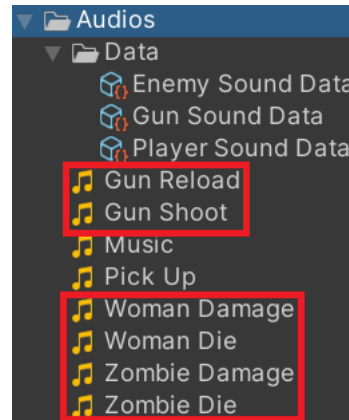 Audios
Data
Enemy Sound Data
Gun Sound Data
Player Sound Data
Gun Reload
Gun Shoot
Music
Pick Up
Woman Damage
Woman Die
Zombie Damage
Zombie Die